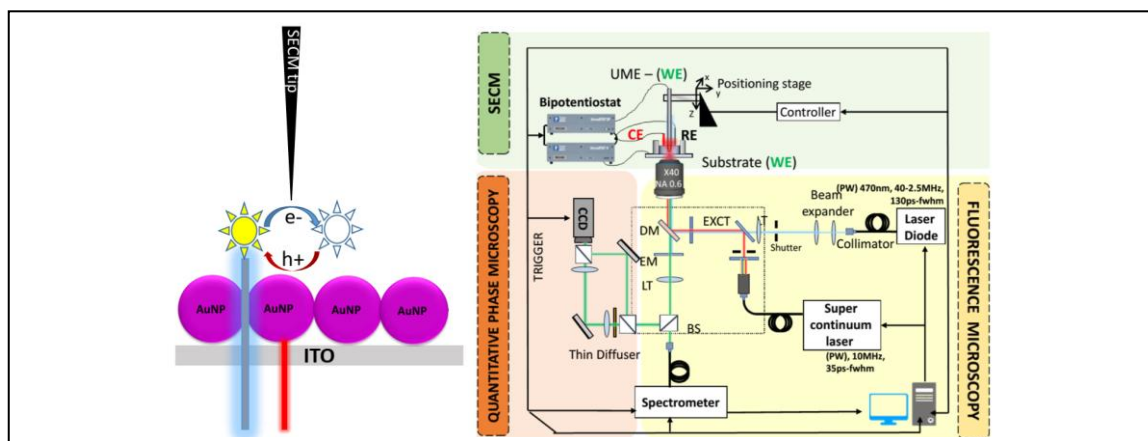 SECM tip
e-
h+
AuNP
AuNP
AuNP
AuNP
ITO
SECM
UME – (WE)
x
y
z
Positioning stage
Bipotentiostat
Controller
CE
RE
Substrate (WE)
X40
NA 0.6
QUANTITATIVE PHASE MICROSCOPY
TRIGGER
CCD
Thin Diffuser
DM
EM
LT
BS
EXCT
LT
Shutter
Beam
expander
Collimator
(PW) 470nm, 40-2.5MHz,
130ps-fwhm
Laser
Diode
Super
continuum
laser
(PW), 10MHz,
35ps-fwhm
Spectrometer
FLUORESCENCE MICROSCOPY